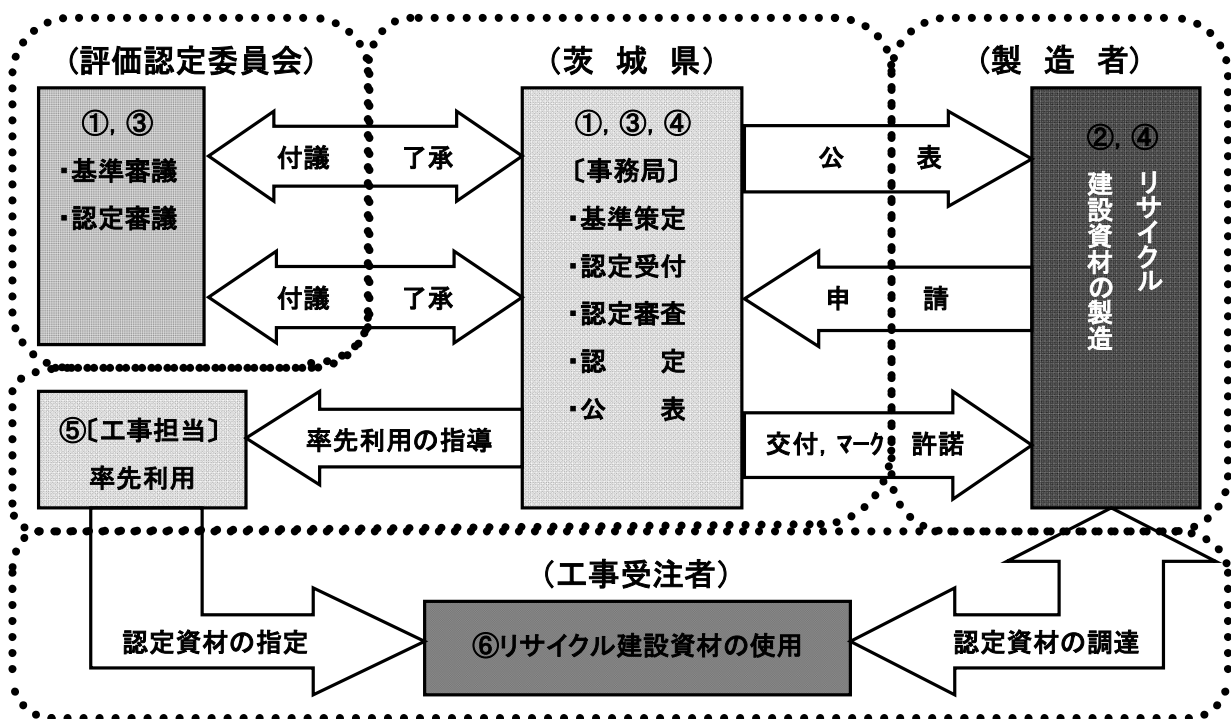 （評価認定委員会）
①，③
・基準審議
・認定審議
付議　了承
付議　了承
（茨　城　県）
①，③，④
〔事務局〕
・基準策定
・認定受付
・認定審査
・認　　定
・公　　表
公　　表
申　　請
交付，マーク　許諾
（製　造　者）
②，④
リサイクル
建設資材の製造
率先利用の指導
⑤〔工事担当〕
率先利用
（工事受注者）
認定資材の指定
⑥リサイクル建設資材の使用
認定資材の調達